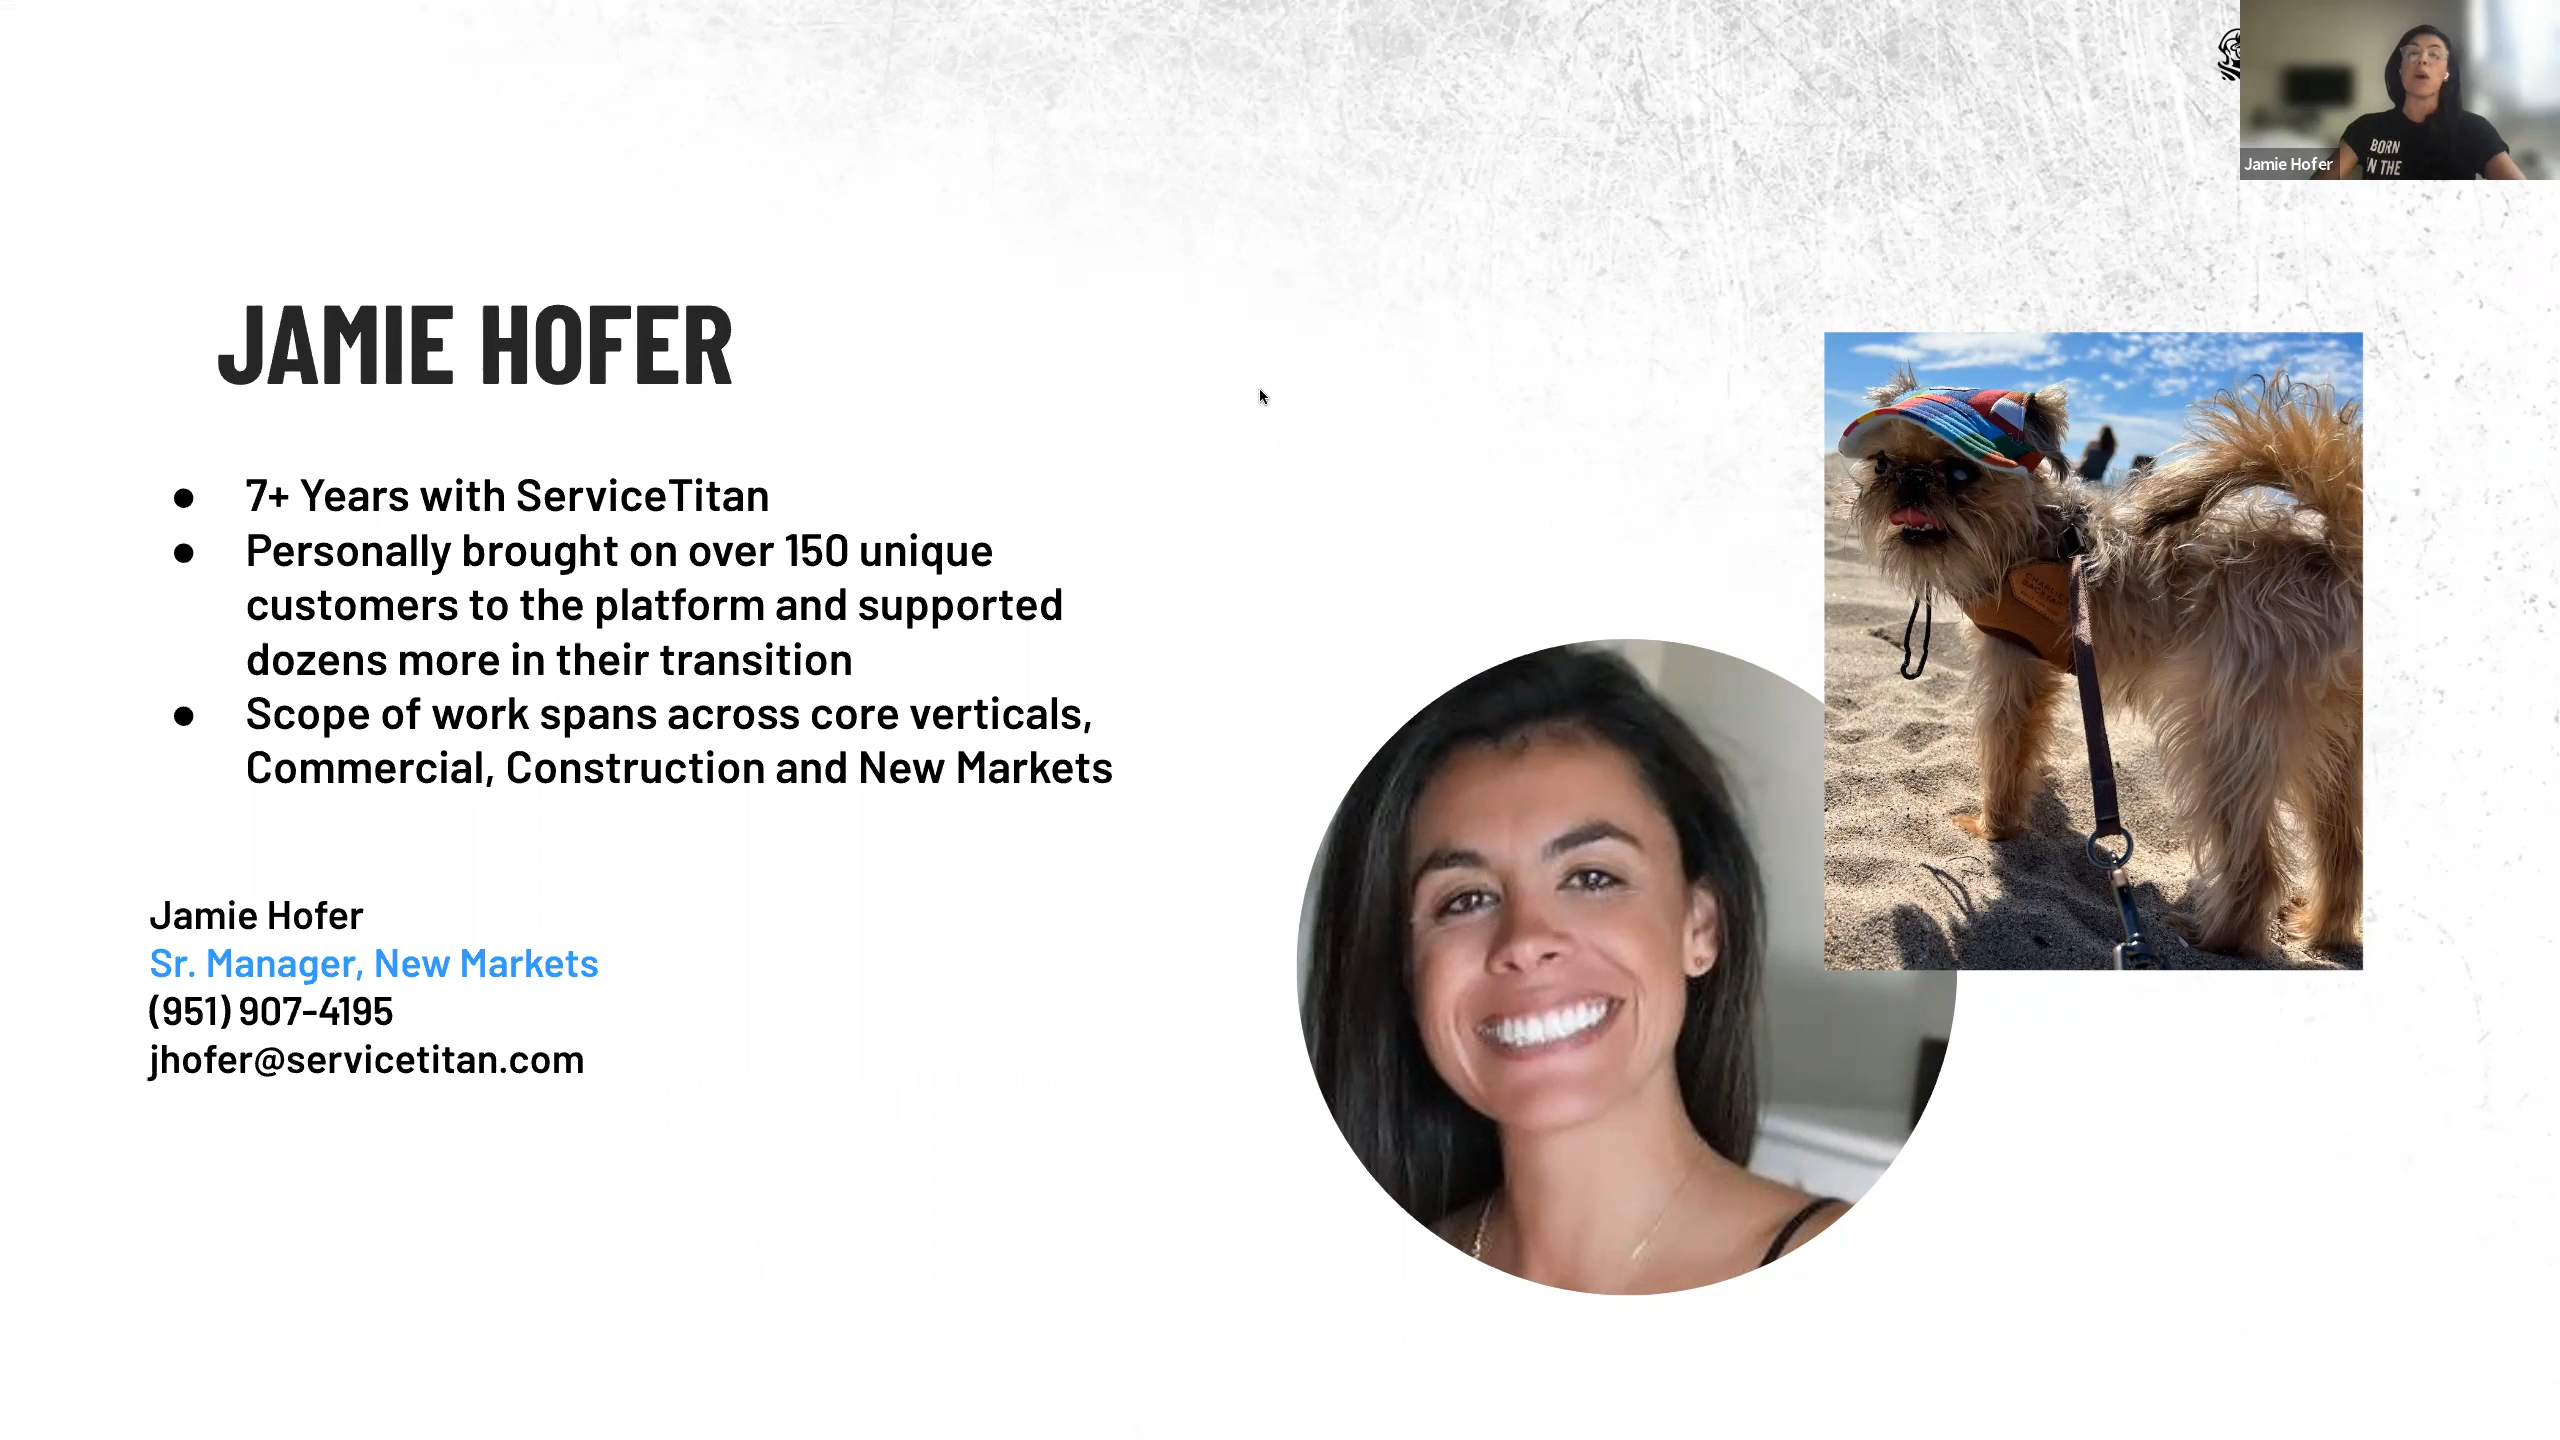 JAMIE HOFER
● 7+ Years with ServiceTitan
● Personally brought on over 150 unique
customers to the platform and supported
dozens more in their transition
● Scope of work spans across core verticals,
Commercial, Construction and New Markets
Jamie Hofer
Sr. Manager, New Markets
(951) 907-4195
jhofer@servicetitan.com
BORN
IN THE
Jamie Hofer